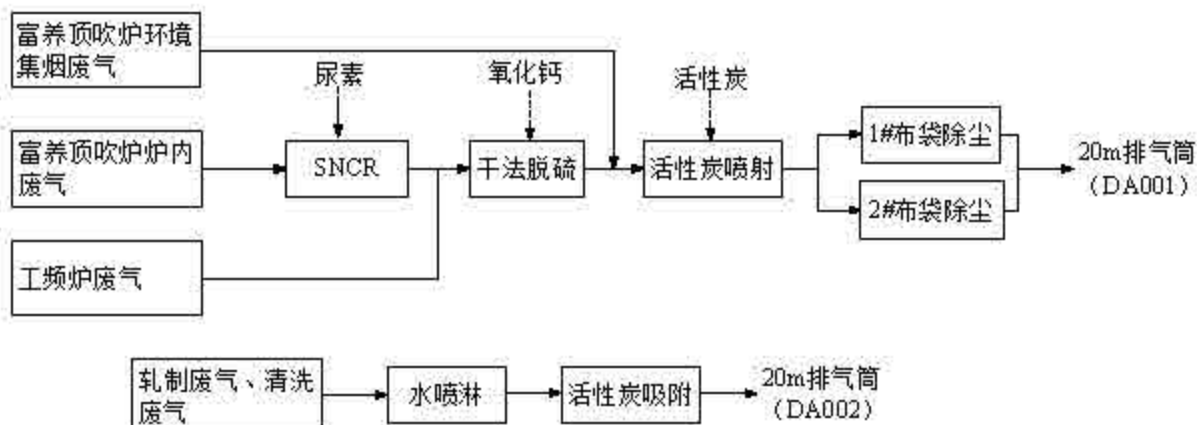 富养顶吹炉环境
集烟废气
尿素
氧化钙
活性炭
富养顶吹炉炉内
废气
SNCR
干法脱硫
活性炭喷射
1#布袋除尘
2#布袋除尘
20m排气筒
（DA001）
工频炉废气
轧制废气、清洗
废气
水喷淋
活性炭吸附
20m排气筒
（DA002）